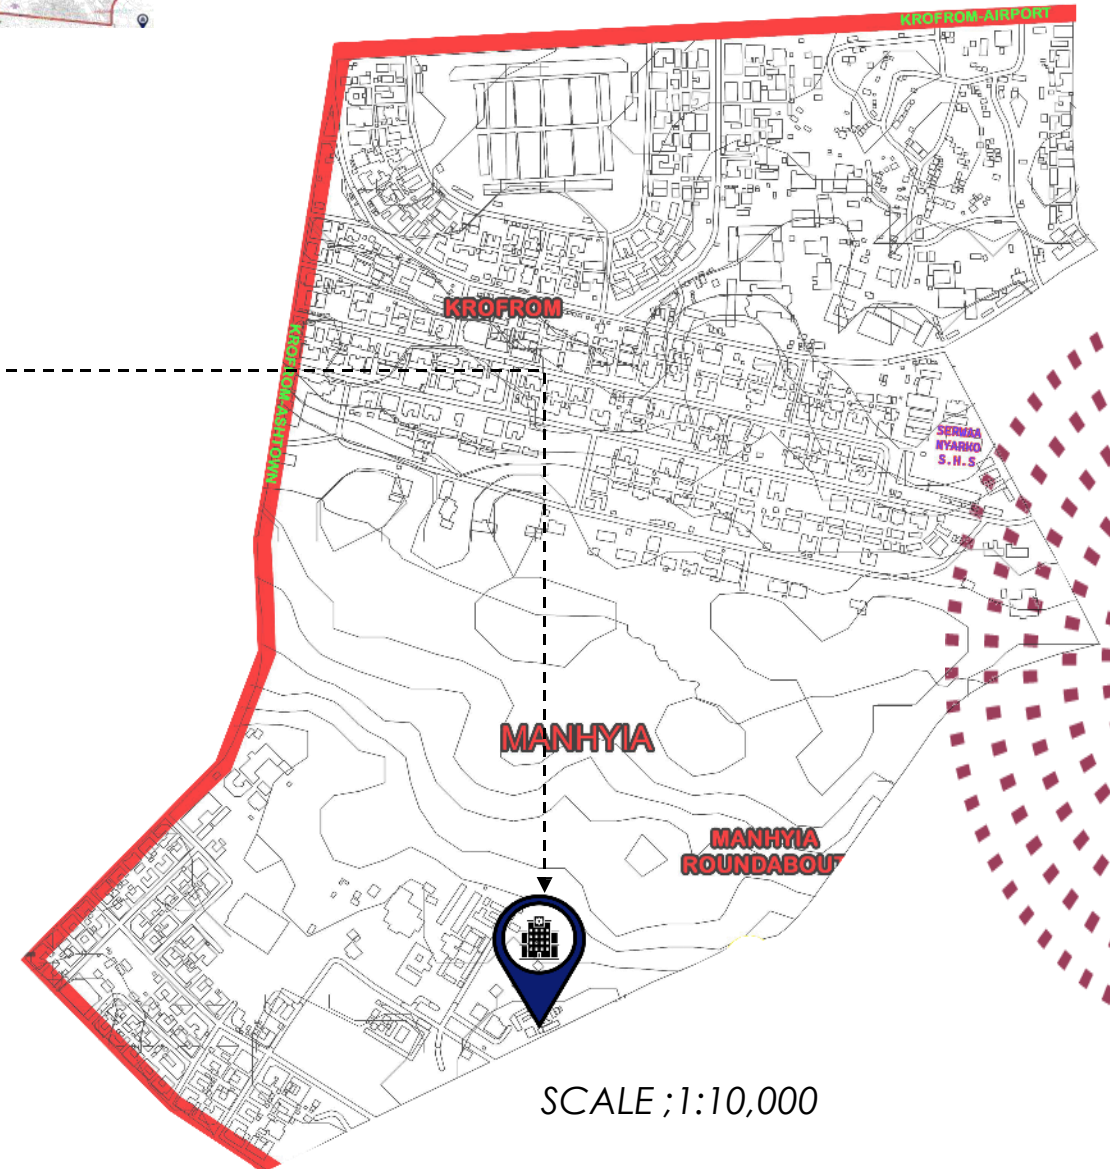 KROFROM-AIRPORT
KROFROM
KROFROM-ASHTOWN
SERWAA
NYARKO
S.H.S
MANHYIA
MANHYIA
ROUNDABOUT
SCALE ;1:10,000